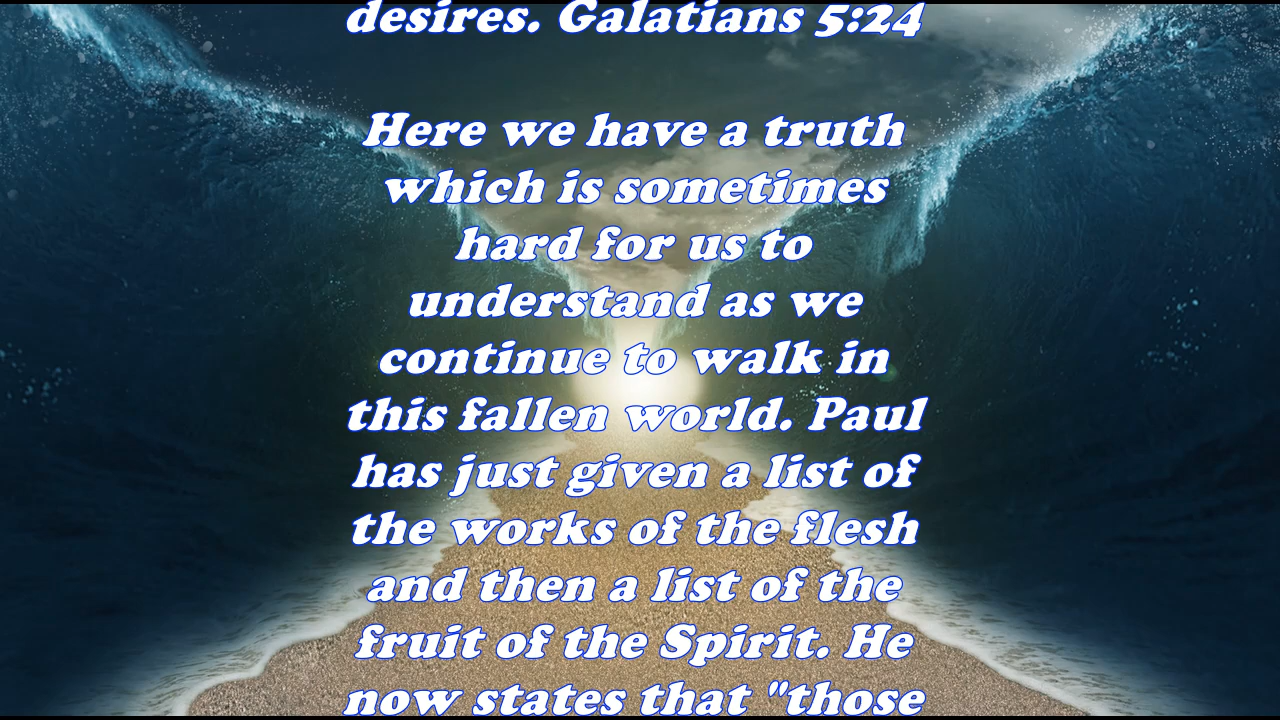 desires. Galatians 5:24
Here we have a truth
which is sometimes
hard for us to
understand as we
continue to walk in
this fallen world. Paul
has just given a list of
the works of the flesh
and then a list of the
fruit of the Spirit. He
now states that "those